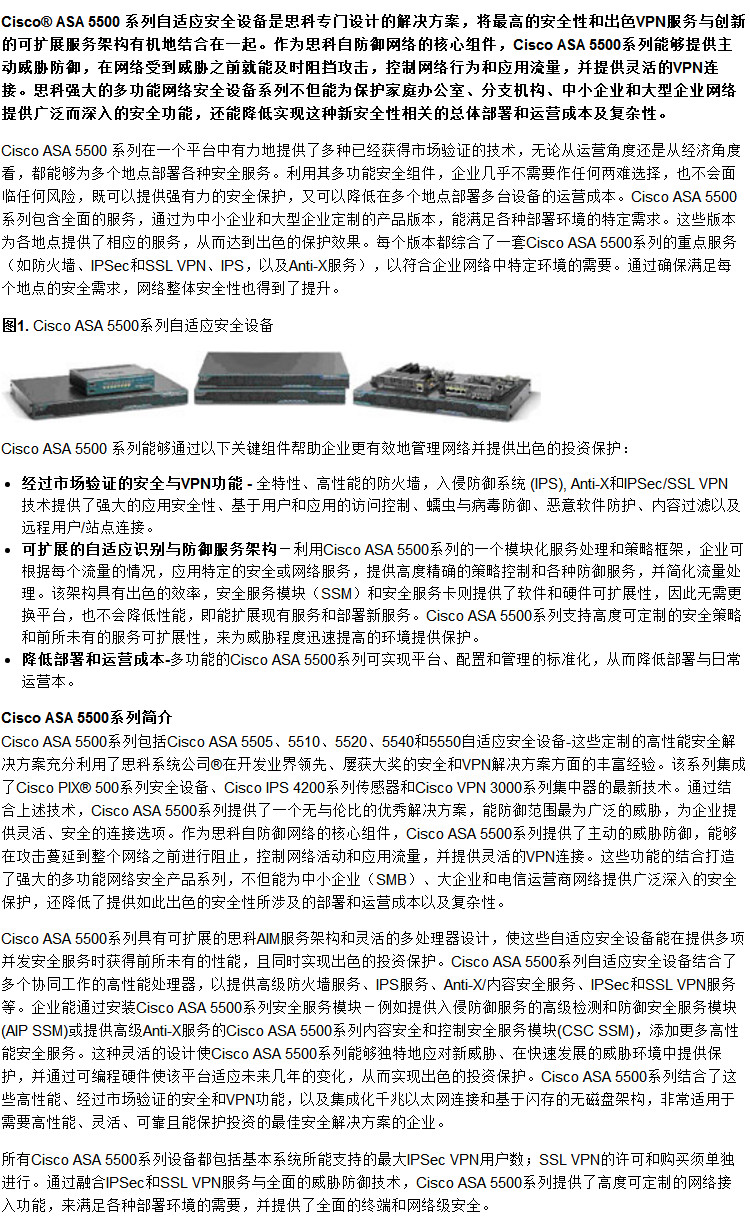 Cisco® ASA 5500 系列自适应安全设备是思科专门设计的解决方案，将最高的安全性和出色VPN服务与创新
的可扩展服务架构有机地结合在一起。作为思科自防御网络的核心组件，Cisco ASA 5500系列能够提供主
动威胁防御，在网络受到威胁之前就能及时阻挡攻击，控制网络行为和应用流量，并提供灵活的VPN连
接。思科强大的多功能网络安全设备系列不但能为保护家庭办公室、分支机构、中小企业和大型企业网络
提供广泛而深入的安全功能，还能降低实现这种新安全性相关的总体部署和运营成本及复杂性。
Cisco ASA 5500 系列在一个平台中有力地提供了多种已经获得市场验证的技术，无论从运营角度还是从经济角度
看，都能够为多个地点部署各种安全服务。利用其多功能安全组件，企业几乎不需要作任何两难选择，也不会面
临任何风险，既可以提供强有力的安全保护，又可以降低在多个地点部署多台设备的运营成本。Cisco ASA 5500
系列包含全面的服务，通过为中小企业和大型企业定制的产品版本，能满足各种部署环境的特定需求。这些版本
为各地点提供了相应的服务，从而达到出色的保护效果。每个版本都综合了一套Cisco ASA 5500系列的重点服务
（如防火墙、IPSec和SSL VPN、IPS，以及Anti-X服务），以符合企业网络中特定环境的需要。通过确保满足每
个地点的安全需求，网络整体安全性也得到了提升。
图1. Cisco ASA 5500系列自适应安全设备
Cisco ASA 5500 系列能够通过以下关键组件帮助企业更有效地管理网络并提供出色的投资保护：
• 经过市场验证的安全与VPN功能 - 全特性、高性能的防火墙，入侵防御系统 (IPS), Anti-X和IPSec/SSL VPN
技术提供了强大的应用安全性、基于用户和应用的访问控制、蠕虫与病毒防御、恶意软件防护、内容过滤以及
远程用户/站点连接。
• 可扩展的自适应识别与防御服务架构－利用Cisco ASA 5500系列的一个模块化服务处理和策略框架，企业可
根据每个流量的情况，应用特定的安全或网络服务，提供高度精确的策略控制和各种防御服务，并简化流量处
理。该架构具有出色的效率，安全服务模块（SSM）和安全服务卡则提供了软件和硬件可扩展性，因此无需更
换平台，也不会降低性能，即能扩展现有服务和部署新服务。Cisco ASA 5500系列支持高度可定制的安全策略
和前所未有的服务可扩展性，来为威胁程度迅速提高的环境提供保护。
• 降低部署和运营成本-多功能的Cisco ASA 5500系列可实现平台、配置和管理的标准化，从而降低部署与日常
运营本。
Cisco ASA 5500系列简介
Cisco ASA 5500系列包括Cisco ASA 5505、5510、5520、5540和5550自适应安全设备-这些定制的高性能安全解
决方案充分利用了思科系统公司®在开发业界领先、屡获大奖的安全和VPN解决方案方面的丰富经验。该系列集成
了Cisco PIX® 500系列安全设备、Cisco IPS 4200系列传感器和Cisco VPN 3000系列集中器的最新技术。通过结
合上述技术，Cisco ASA 5500系列提供了一个无与伦比的优秀解决方案，能防御范围最为广泛的威胁，为企业提
供灵活、安全的连接选项。作为思科自防御网络的核心组件，Cisco ASA 5500系列提供了主动的威胁防御，能够
在攻击蔓延到整个网络之前进行阻止，控制网络活动和应用流量，并提供灵活的VPN连接。这些功能的结合打造
了强大的多功能网络安全产品系列，不但能为中小企业（SMB）、大企业和电信运营商网络提供广泛深入的安全
保护，还降低了提供如此出色的安全性所涉及的部署和运营成本以及复杂性。
Cisco ASA 5500系列具有可扩展的思科AIM服务架构和灵活的多处理器设计，使这些自适应安全设备能在提供多项
并发安全服务时获得前所未有的性能，且同时实现出色的投资保护。Cisco ASA 5500系列自适应安全设备结合了
多个协同工作的高性能处理器，以提供高级防火墙服务、IPS服务、Anti-X/内容安全服务、IPSec和SSL VPN服务
等。企业能通过安装Cisco ASA 5500系列安全服务模块－例如提供入侵防御服务的高级检测和防御安全服务模块
(AIP SSM)或提供高级Anti-X服务的Cisco ASA 5500系列内容安全和控制安全服务模块(CSC SSM)，添加更多高性
能安全服务。这种灵活的设计使Cisco ASA 5500系列能够独特地应对新威胁、在快速发展的威胁环境中提供保
护，并通过可编程硬件使该平台适应未来几年的变化，从而实现出色的投资保护。Cisco ASA 5500系列结合了这
些高性能、经过市场验证的安全和VPN功能，以及集成化千兆以太网连接和基于闪存的无磁盘架构，非常适用于
需要高性能、灵活、可靠且能保护投资的最佳安全解决方案的企业。
所有Cisco ASA 5500系列设备都包括基本系统所能支持的最大IPSec VPN用户数；SSL VPN的许可和购买须单独
进行。通过融合IPSec和SSL VPN服务与全面的威胁防御技术，Cisco ASA 5500系列提供了高度可定制的网络接
入功能，来满足各种部署环境的需要，并提供了全面的终端和网络级安全。